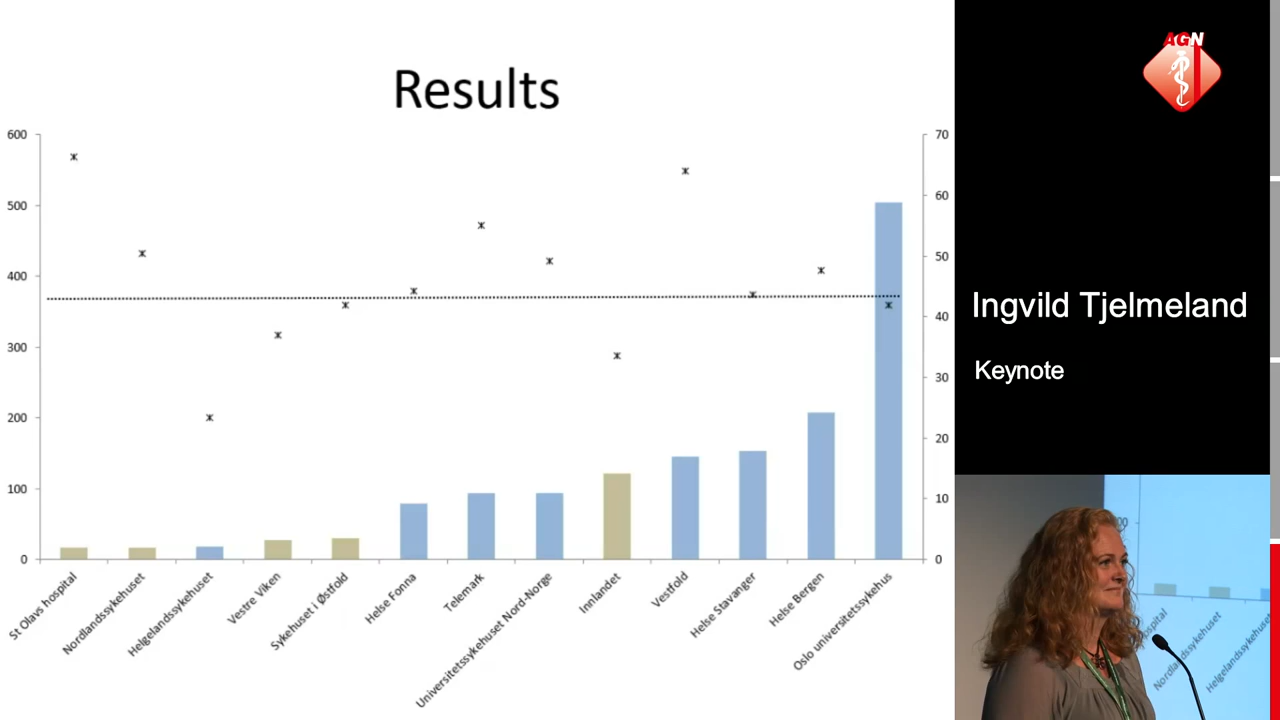 Results
600
500
400
300
200
100
0
70
60
50
40
30
20
10
0
St Olavs hospital
Nordlandssykehuset
Helgelandssykehuset
Vestre Viken
Sykehuset i Østfold
Helse Fonna
Telemark
Universitetssykehuset Nord-Norge
Innlandet
Vestfold
Helse Stavanger
Helse Bergen
Oslo universitetssykehus
AGN
Ingvild Tjelmeland
Keynote
Nordlandssykehuset
Helgelandssykehuset